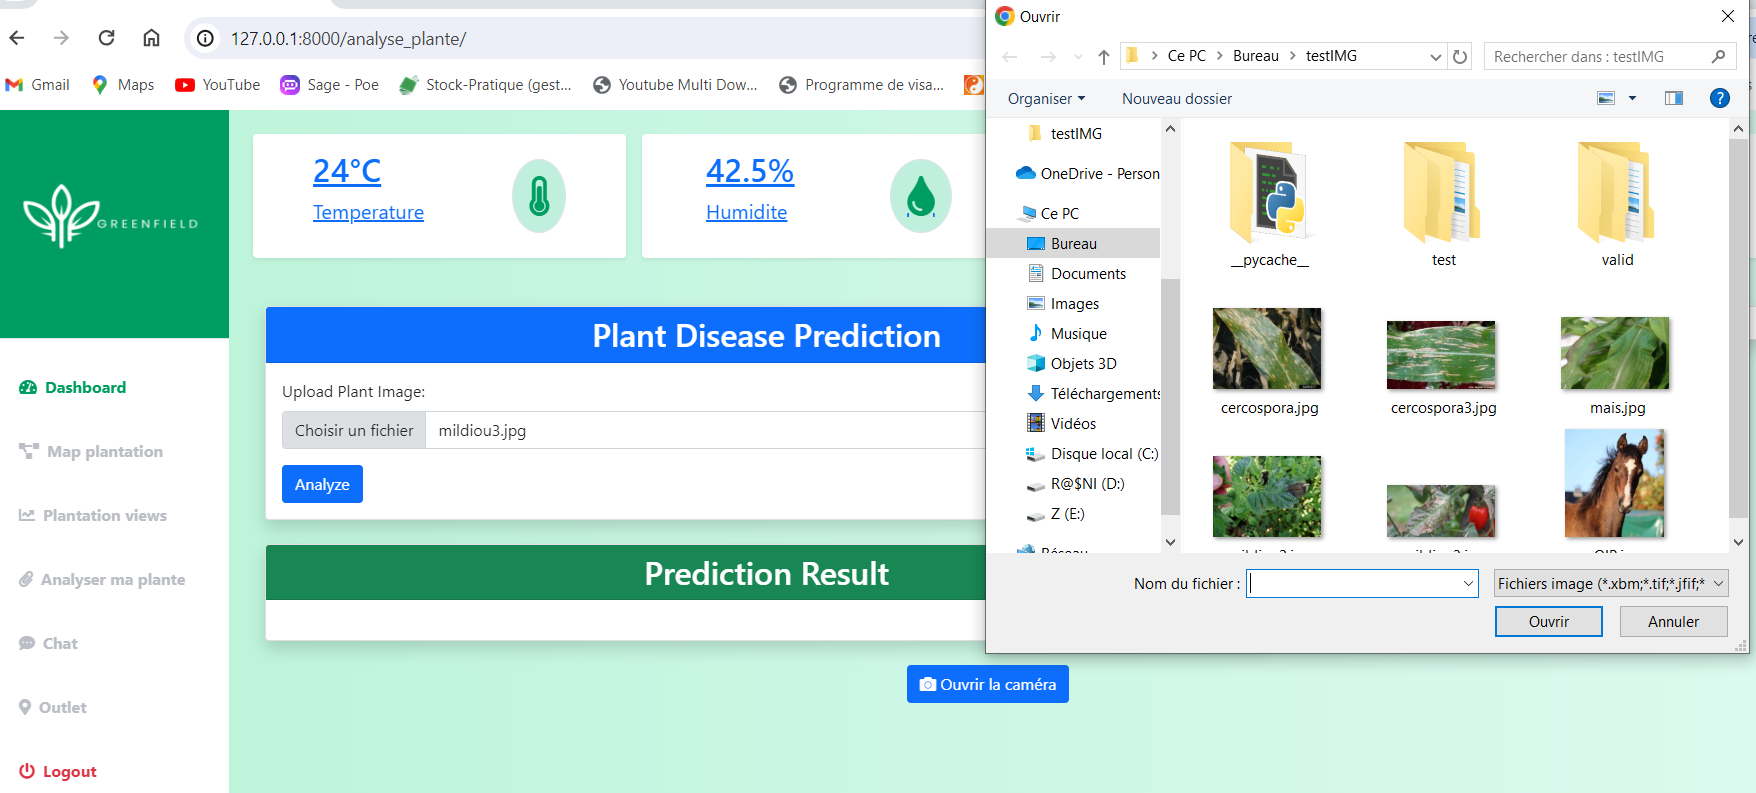 127.0.0.1:8000/analyse_plante/
Gmail
Maps
YouTube
Sage - Poe
Stock-Pratique (gest...
Youtube Multi Dow...
Programme de visa...
GREENFIELD
Dashboard
Map plantation
Plantation views
Analyser ma plante
Chat
Outlet
Logout
24°C
Temperature
42.5%
Humidite
Plant Disease Prediction
Upload Plant Image:
Choisir un fichier
mildiou3.jpg
Analyze
Prediction Result
Ouvrir la caméra
Ouvrir
Ce PC
Bureau
testIMG
Rechercher dans : testIMG
Organiser
Nouveau dossier
testIMG
OneDrive - Person
Ce PC
Bureau
Documents
Images
Musique
Objets 3D
Téléchargements
Vidéos
Disque local (C:)
R@$NI (D:)
Z (E:)
Réseau
__pycache__
test
valid
cercospora.jpg
cercospora3.jpg
mais.jpg
Nom du fichier :
Fichiers image (*.xbm;*.tif;*.jfif;*
Ouvrir
Annuler